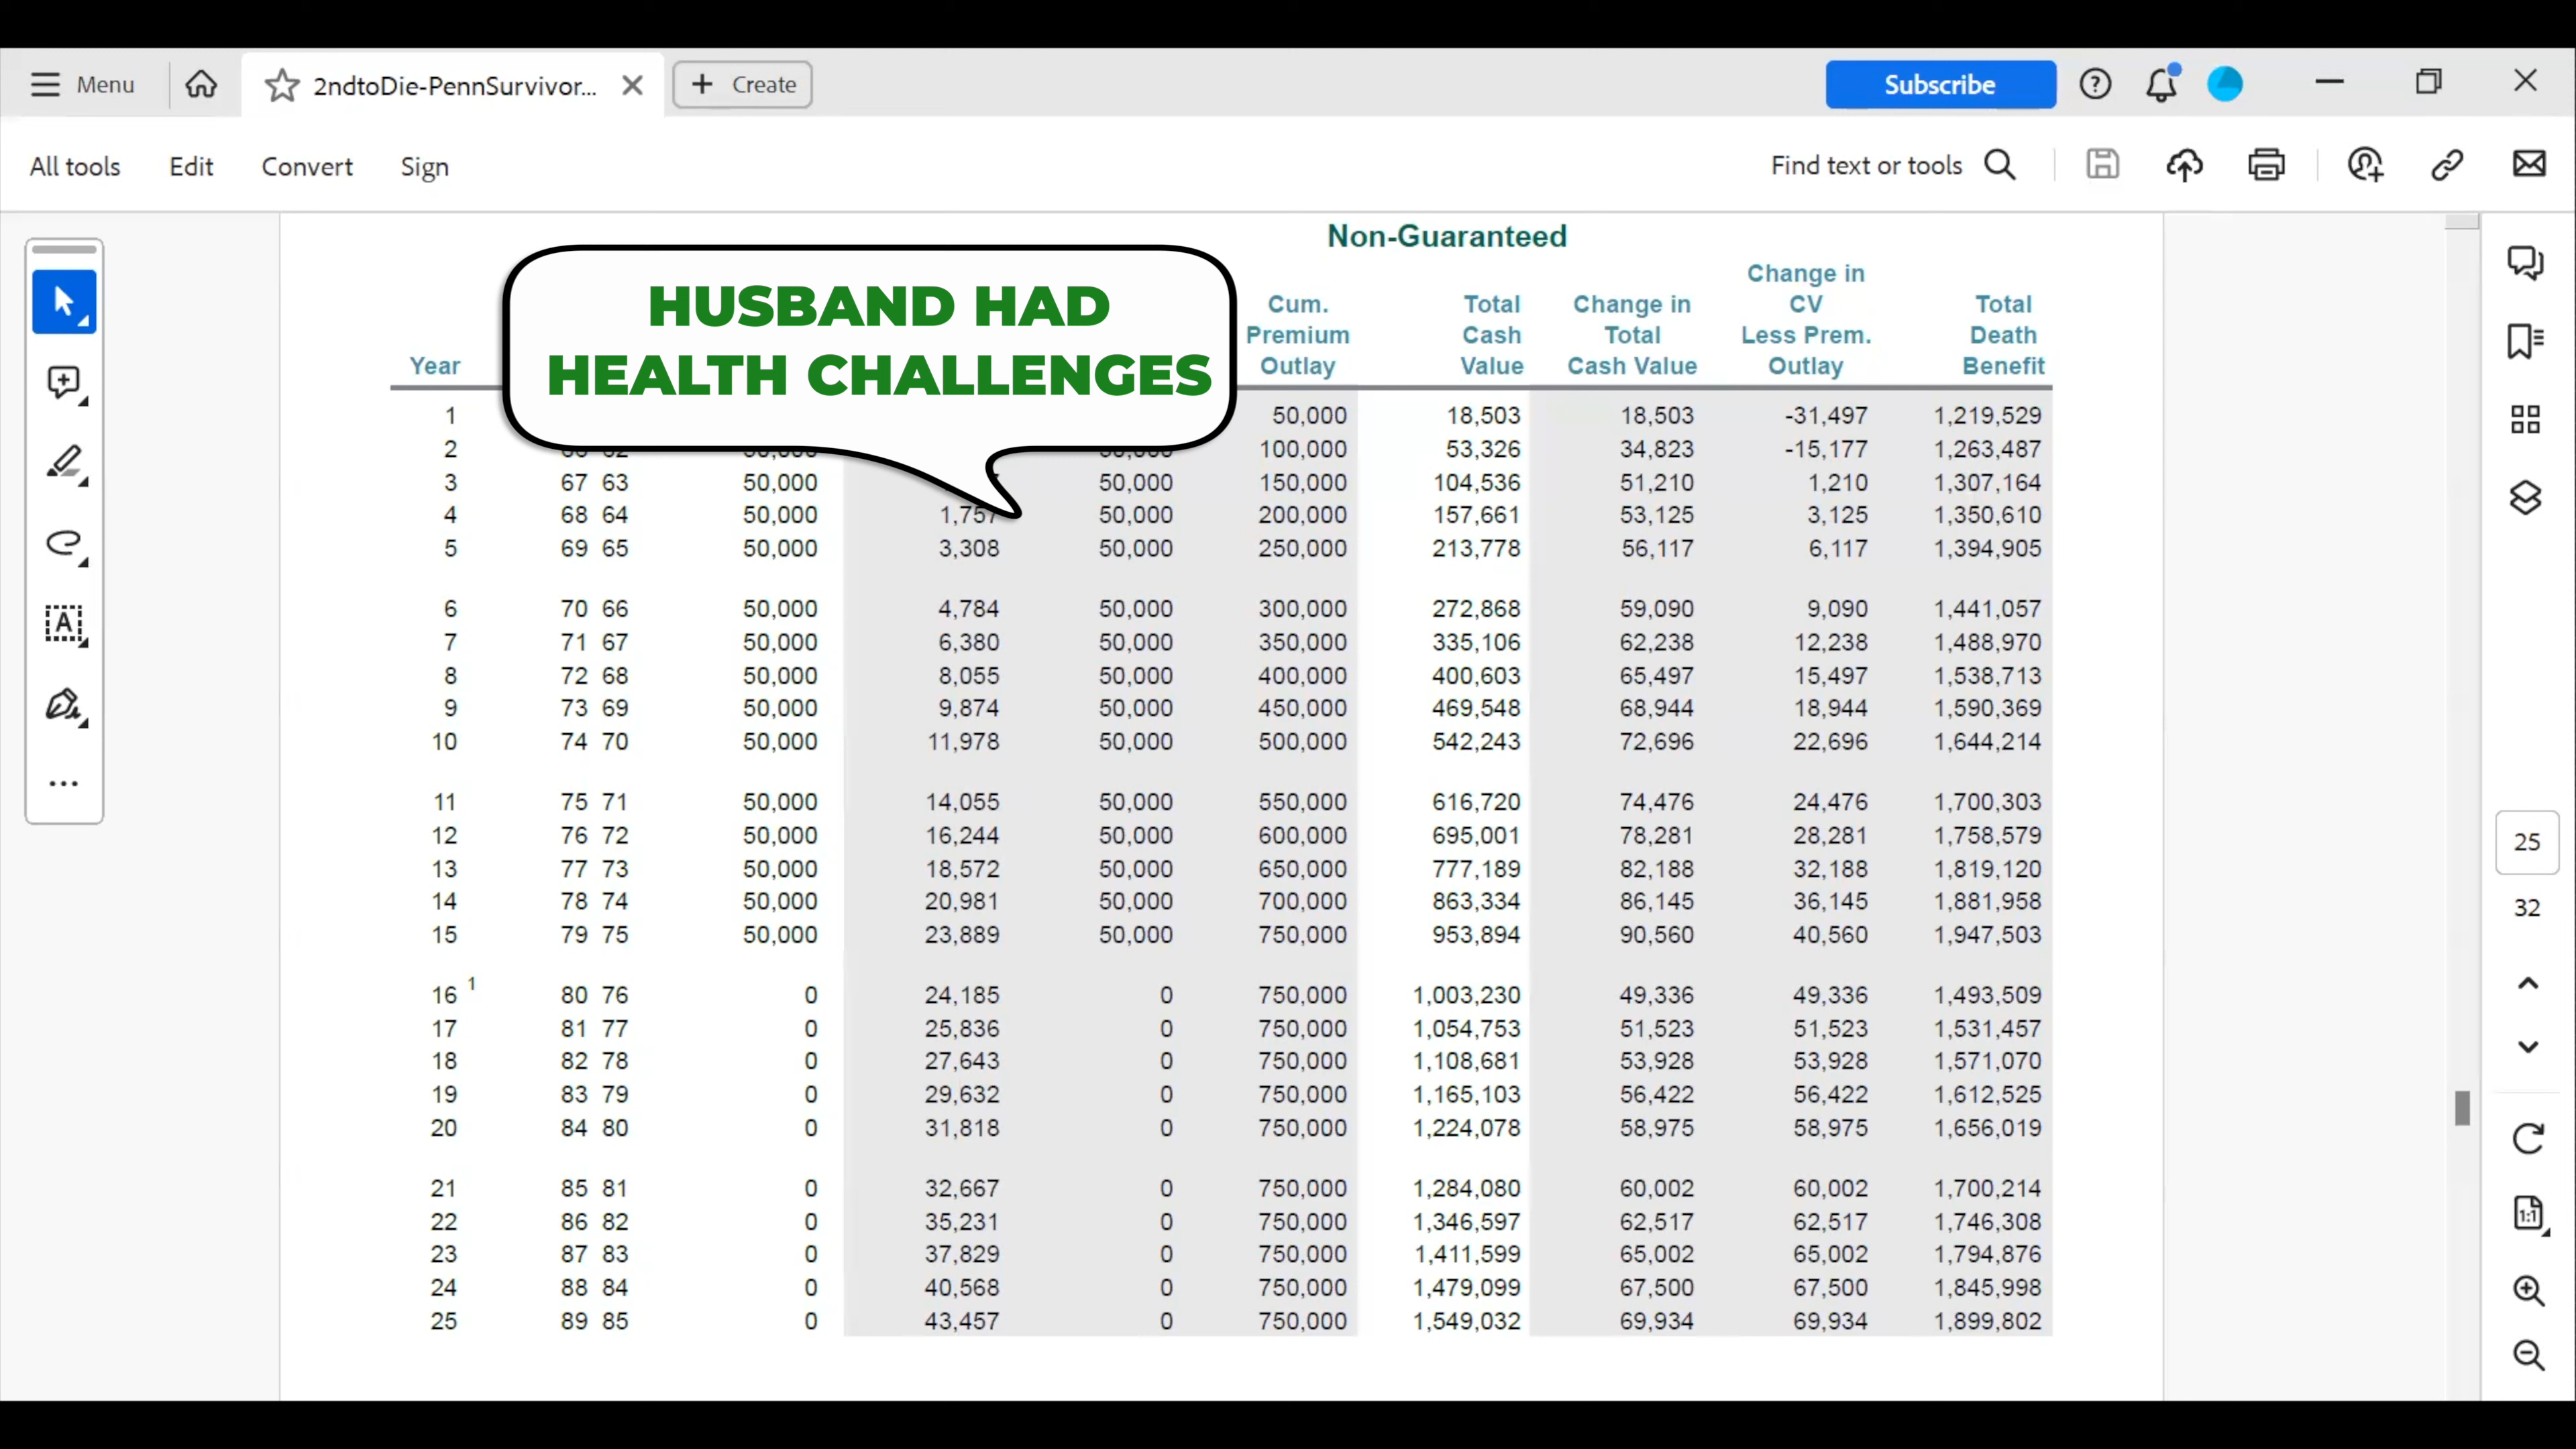 Menu 2ndtoDie-PennSurvivor... Create Subscribe
All tools Edit Convert Sign Find text or tools
Non-Guaranteed
HUSBAND HAD
HEALTH CHALLENGES
Year Cum. Premium Outlay Total Cash Value Change in Total Cash Value Change in CV Less Prem. Outlay Total Death Benefit
1 50,000 18,503 18,503 -31,497 1,219,529
2 100,000 53,326 34,823 -15,177 1,263,487
3 67 63 50,000 50,000 150,000 104,536 51,210 1,210 1,307,164
4 68 64 50,000 1,757 50,000 200,000 157,661 53,125 3,125 1,350,610
5 69 65 50,000 3,308 50,000 250,000 213,778 56,117 6,117 1,394,905
6 70 66 50,000 4,784 50,000 300,000 272,868 59,090 9,090 1,441,057
7 71 67 50,000 6,380 50,000 350,000 335,106 62,238 12,238 1,488,970
8 72 68 50,000 8,055 50,000 400,000 400,603 65,497 15,497 1,538,713
9 73 69 50,000 9,874 50,000 450,000 469,548 68,944 18,944 1,590,369
10 74 70 50,000 11,978 50,000 500,000 542,243 72,696 22,696 1,644,214
11 75 71 50,000 14,055 50,000 550,000 616,720 74,476 24,476 1,700,303
12 76 72 50,000 16,244 50,000 600,000 695,001 78,281 28,281 1,758,579
13 77 73 50,000 18,572 50,000 650,000 777,189 82,188 32,188 1,819,120
14 78 74 50,000 20,981 50,000 700,000 863,334 86,145 36,145 1,881,958
15 79 75 50,000 23,889 50,000 750,000 953,894 90,560 40,560 1,947,503
16 1 80 76 0 24,185 0 750,000 1,003,230 49,336 49,336 1,493,509
17 81 77 0 25,836 0 750,000 1,054,753 51,523 51,523 1,531,457
18 82 78 0 27,643 0 750,000 1,108,681 53,928 53,928 1,571,070
19 83 79 0 29,632 0 750,000 1,165,103 56,422 56,422 1,612,525
20 84 80 0 31,818 0 750,000 1,224,078 58,975 58,975 1,656,019
21 85 81 0 32,667 0 750,000 1,284,080 60,002 60,002 1,700,214
22 86 82 0 35,231 0 750,000 1,346,597 62,517 62,517 1,746,308
23 87 83 0 37,829 0 750,000 1,411,599 65,002 65,002 1,794,876
24 88 84 0 40,568 0 750,000 1,479,099 67,500 67,500 1,845,998
25 89 85 0 43,457 0 750,000 1,549,032 69,934 69,934 1,899,802
25
32
1:1